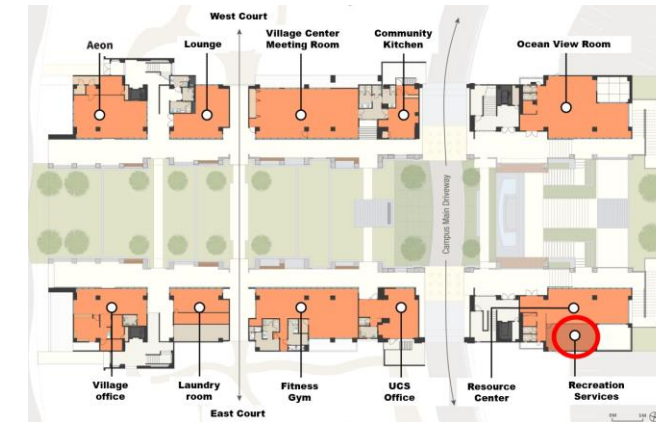 West Court
Aeon
Lounge
Village Center
Meeting Room
Community
Kitchen
Ocean View Room
Campus Main Driveway
Village
office
Laundry
room
Fitness
Gym
UCS
Office
Resource
Center
Recreation
Services
East Court